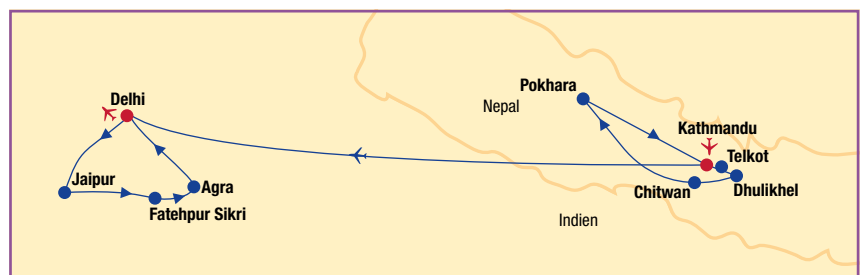 Delhi
Jaipur
Fatehpur Sikri
Agra
Nepal
Pokhara
Kathmandu
Telkot
Dhulikhel
Chitwan
Indien